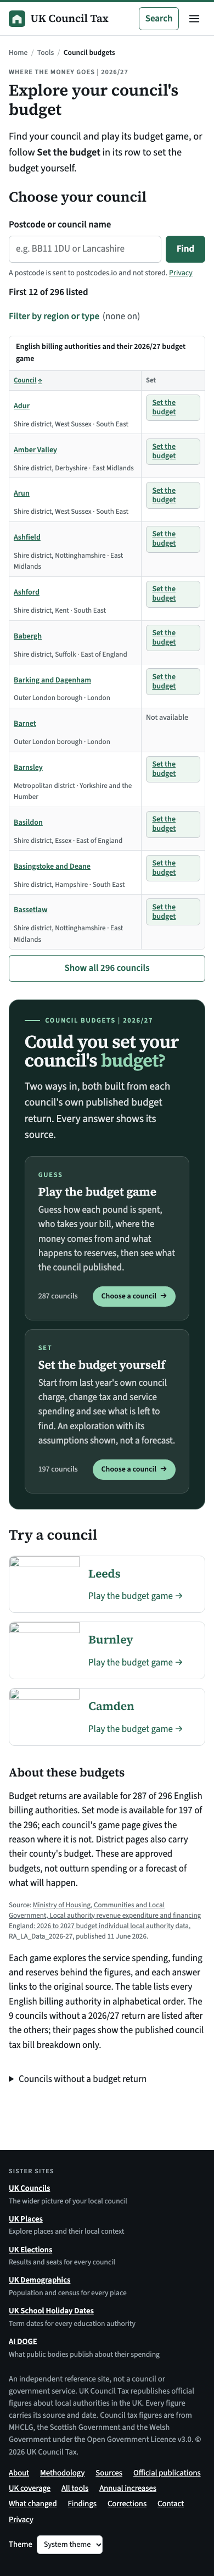 UK Council Tax
Search
Home / Tools / Council budgets
WHERE THE MONEY GOES | 2026/27
Explore your council's
budget
Find your council and play its budget game, or
follow Set the budget in its row to set the
budget yourself.
Choose your council
Postcode or council name
e.g. BB11 1DU or Lancashire
Find
A postcode is sent to postcodes.io and not stored. Privacy
First 12 of 296 listed
Filter by region or type (none on)
English billing authorities and their 2026/27 budget
game
Council
Set
Adur
Shire district, West Sussex · South East
Set the
budget
Amber Valley
Shire district, Derbyshire · East Midlands
Set the
budget
Arun
Shire district, West Sussex · South East
Set the
budget
Ashfield
Shire district, Nottinghamshire · East
Midlands
Set the
budget
Ashford
Shire district, Kent · South East
Set the
budget
Babergh
Shire district, Suffolk · East of England
Set the
budget
Barking and Dagenham
Outer London borough · London
Set the
budget
Barnet
Outer London borough · London
Not available
Barnsley
Metropolitan district · Yorkshire and the
Humber
Set the
budget
Basildon
Shire district, Essex · East of England
Set the
budget
Basingstoke and Deane
Shire district, Hampshire · South East
Set the
budget
Bassetlaw
Shire district, Nottinghamshire · East
Midlands
Set the
budget
Show all 296 councils
COUNCIL BUDGETS | 2026/27
Could you set your
council's budget?
Two ways in, both built from each
council's own published budget
return. Every answer shows its
source.
GUESS
Play the budget game
Guess how each pound is spent,
who takes your bill, where the
money comes from and what
happens to reserves, then see what
the council published.
287 councils
Choose a council →
SET
Set the budget yourself
Start from last year's own council
charge, change tax and service
spending and see what is left to
find. An exploration with its
assumptions shown, not a forecast.
197 councils
Choose a council →
Try a council
Leeds
Play the budget game →
Burnley
Play the budget game →
Camden
Play the budget game →
About these budgets
Budget returns are available for 287 of 296 English
billing authorities. Set mode is available for 197 of
the 296; each council's game page gives the
reason where it is not. District pages also carry
their county's budget. These are approved
budgets, not outturn spending or a forecast of
what will happen.
Source: Ministry of Housing, Communities and Local
Government, Local authority revenue expenditure and financing
England: 2026 to 2027 budget individual local authority data,
RA_LA_Data_2026-27, published 11 June 2026.
Each game explores the service spending, funding
and reserves behind the figures, and each answer
links to its original source. The table lists every
English billing authority in alphabetical order. The
9 councils without a 2026/27 return are listed after
the others; their pages show the published council
tax bill breakdown only.
Councils without a budget return
SISTER SITES
UK Councils
The wider picture of your local council
UK Places
Explore places and their local context
UK Elections
Results and seats for every council
UK Demographics
Population and census for every place
UK School Holiday Dates
Term dates for every education authority
AI DOGE
What public bodies publish about their spending
An independent reference site, not a council or
government service. UK Council Tax republishes official
figures about local authorities in the UK. Every figure
carries its source and date. Council tax figures are from
MHCLG, the Scottish Government and the Welsh
Government under the Open Government Licence v3.0. ©
2026 UK Council Tax.
About Methodology Sources Official publications
UK coverage All tools Annual increases
What changed Findings Corrections Contact
Privacy
Theme System theme